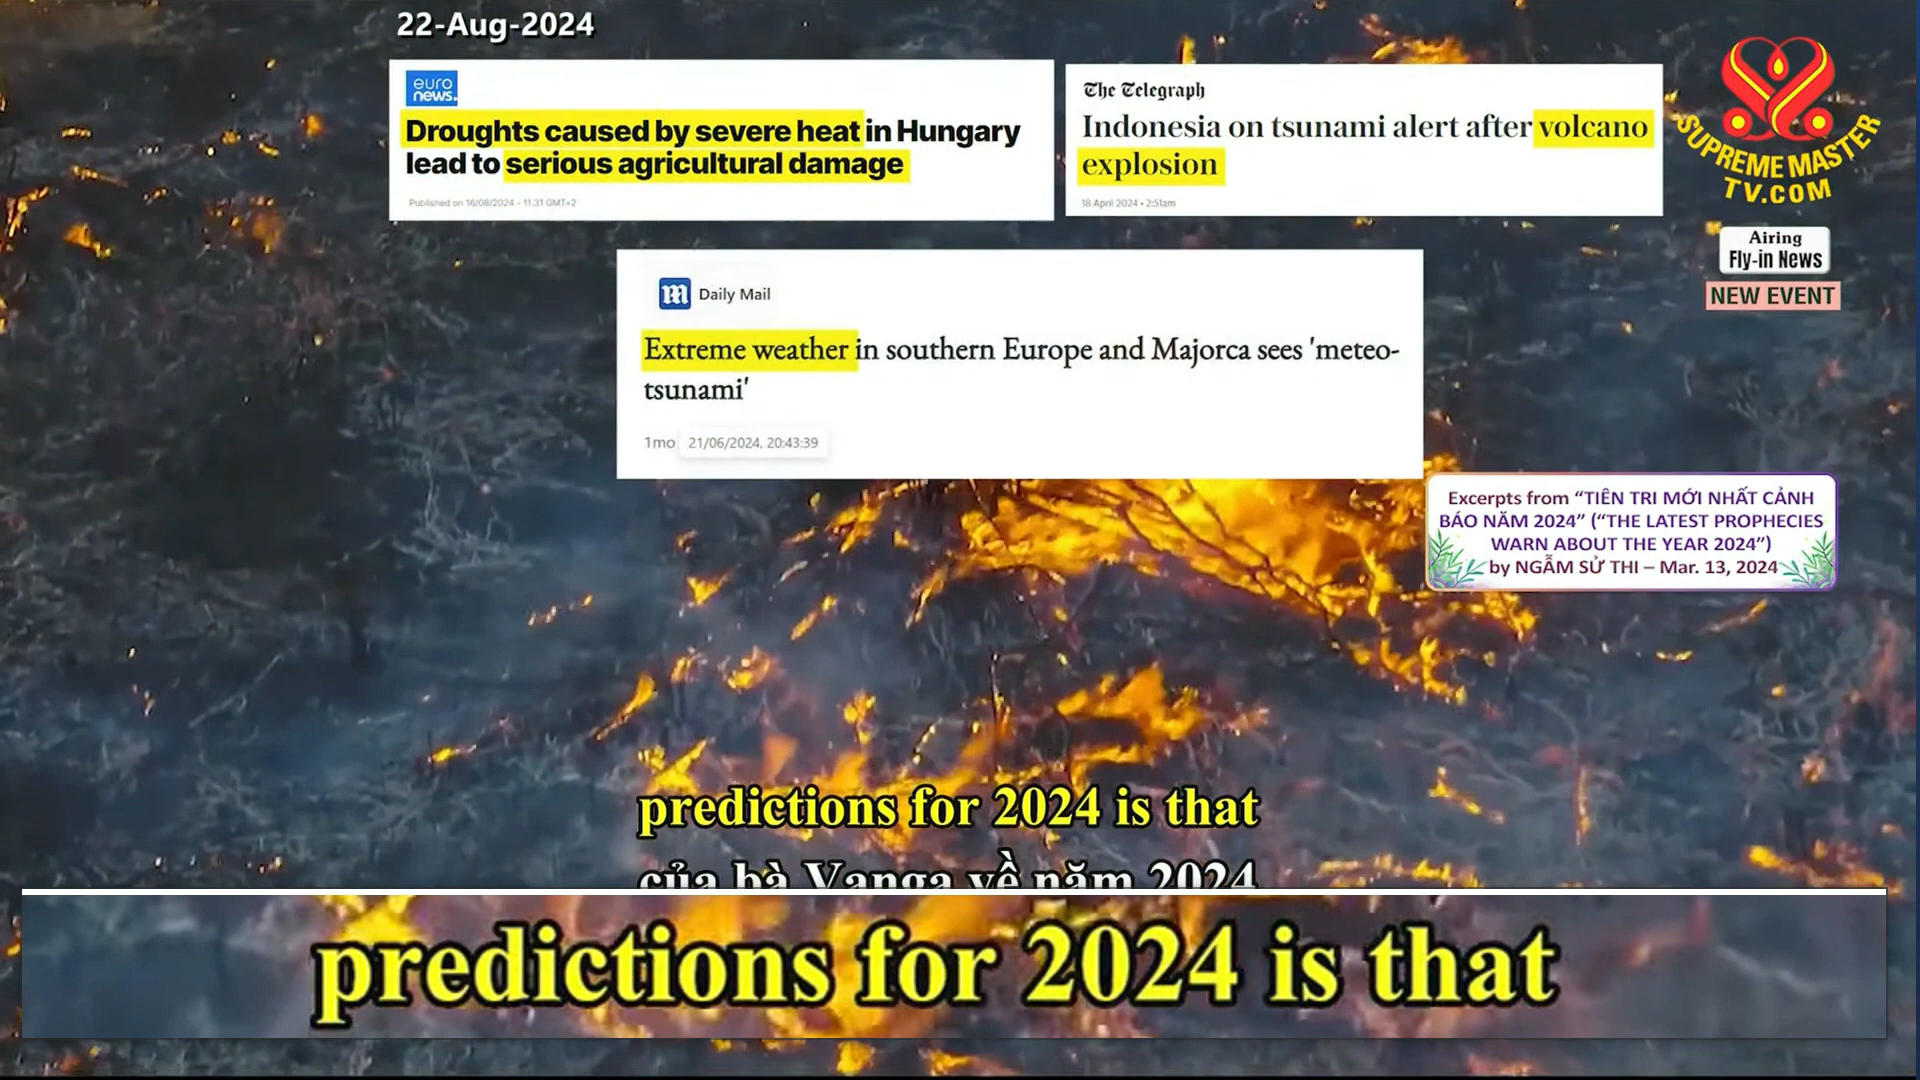 22-Aug-2024
euro
news.
Droughts caused by severe heat in Hungary
lead to serious agricultural damage
Published on 16/08/2024 - 11:31 GMT+2
The Telegraph
Indonesia on tsunami alert after volcano
explosion
18 April 2024 • 2:51am
SUPREME MASTER
TV.COM
Airing
Fly-in News
NEW EVENT
m Daily Mail
Extreme weather in southern Europe and Majorca sees 'meteo-
tsunami'
1mo 21/06/2024, 20:43:39
Excerpts from “TIÊN TRI MỚI NHẤT CẢNH
BÁO NĂM 2024” (“THE LATEST PROPHECIES
WARN ABOUT THE YEAR 2024”)
by NGẪM SỬ THI – Mar. 13, 2024
predictions for 2024 is that
của bà Vanga về năm 2024
predictions for 2024 is that